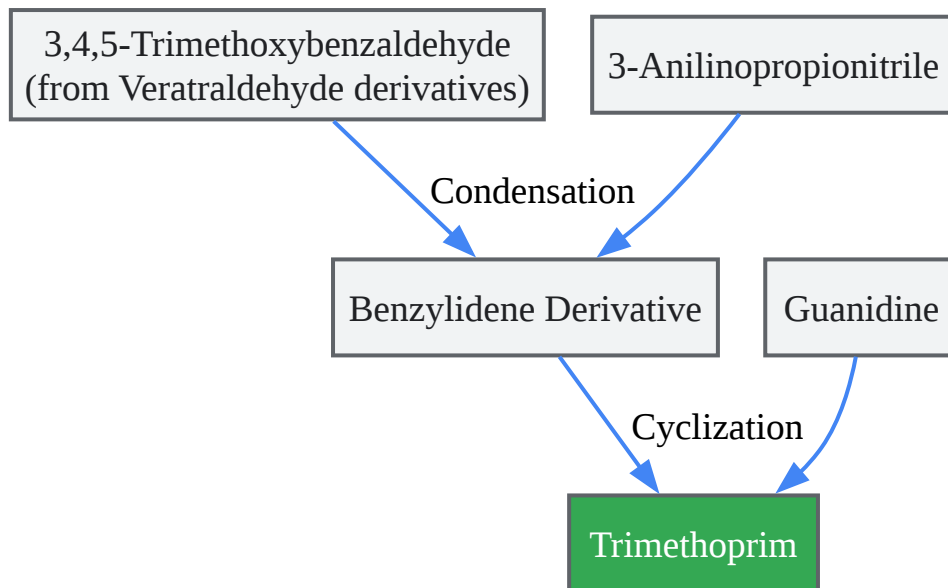 3,4,5-Trimethoxybenzaldehyde
(from Veratraldehyde derivatives)
3-Anilinopropionitrile
Condensation
Benzylidene Derivative
Guanidine
Cyclization
Trimethoprim